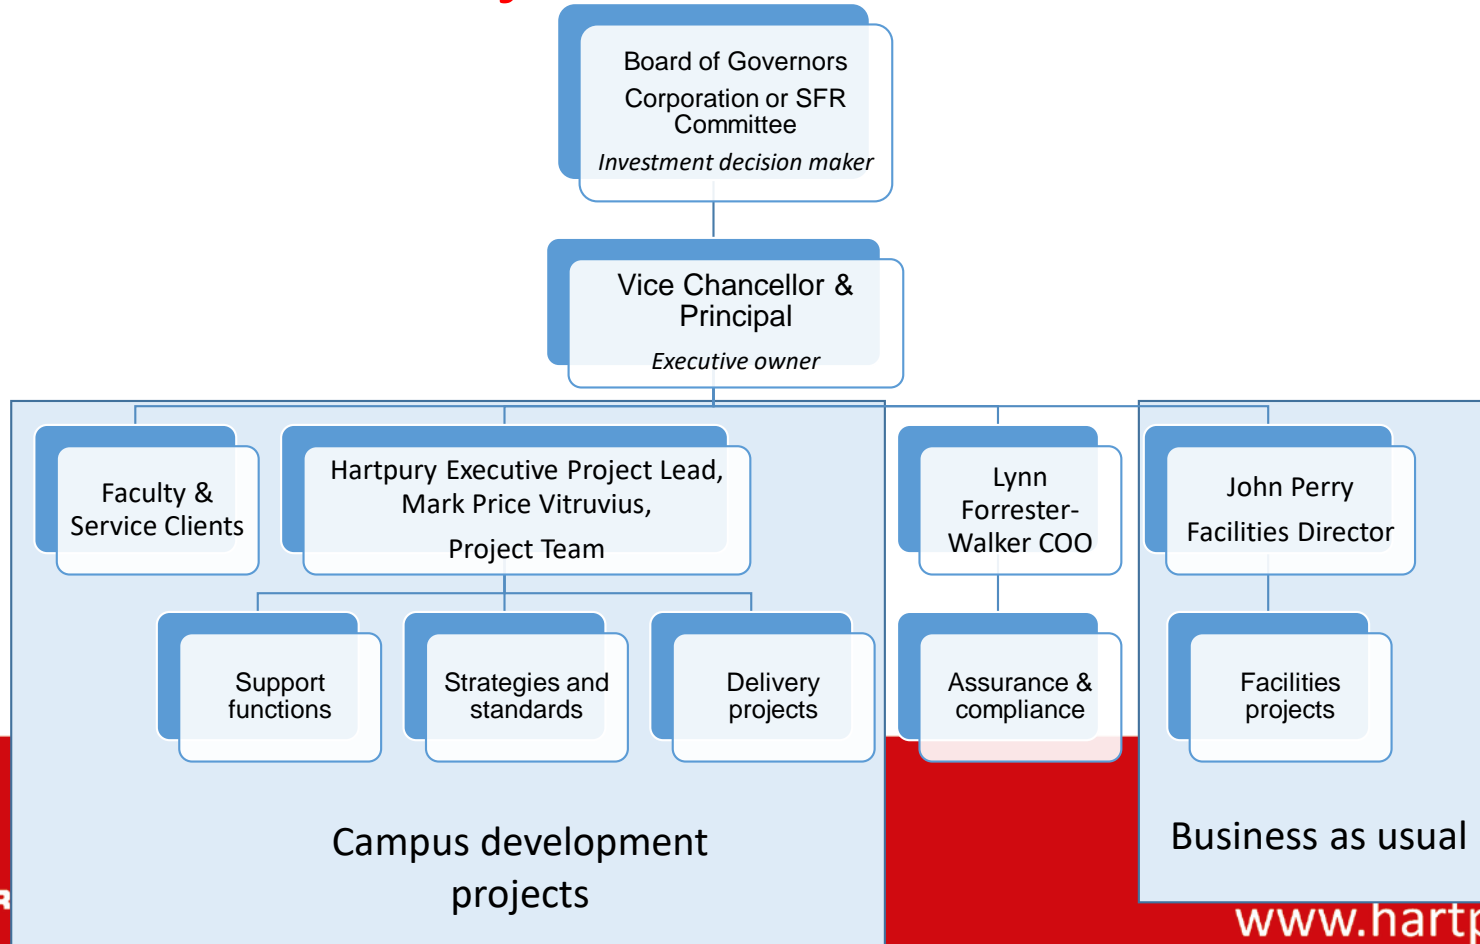 Board of Governors
Corporation or SFR
Committee
Investment decision maker
Vice Chancellor &
Principal
Executive owner
Faculty &
Service Clients
Hartpury Executive Project Lead,
Mark Price Vitruvius,
Project Team
Lynn
Forrester-
Walker COO
John Perry
Facilities Director
Support
functions
Strategies and
standards
Delivery
projects
Assurance &
compliance
Facilities
projects
Campus development
projects
Business as usual
www.hartp